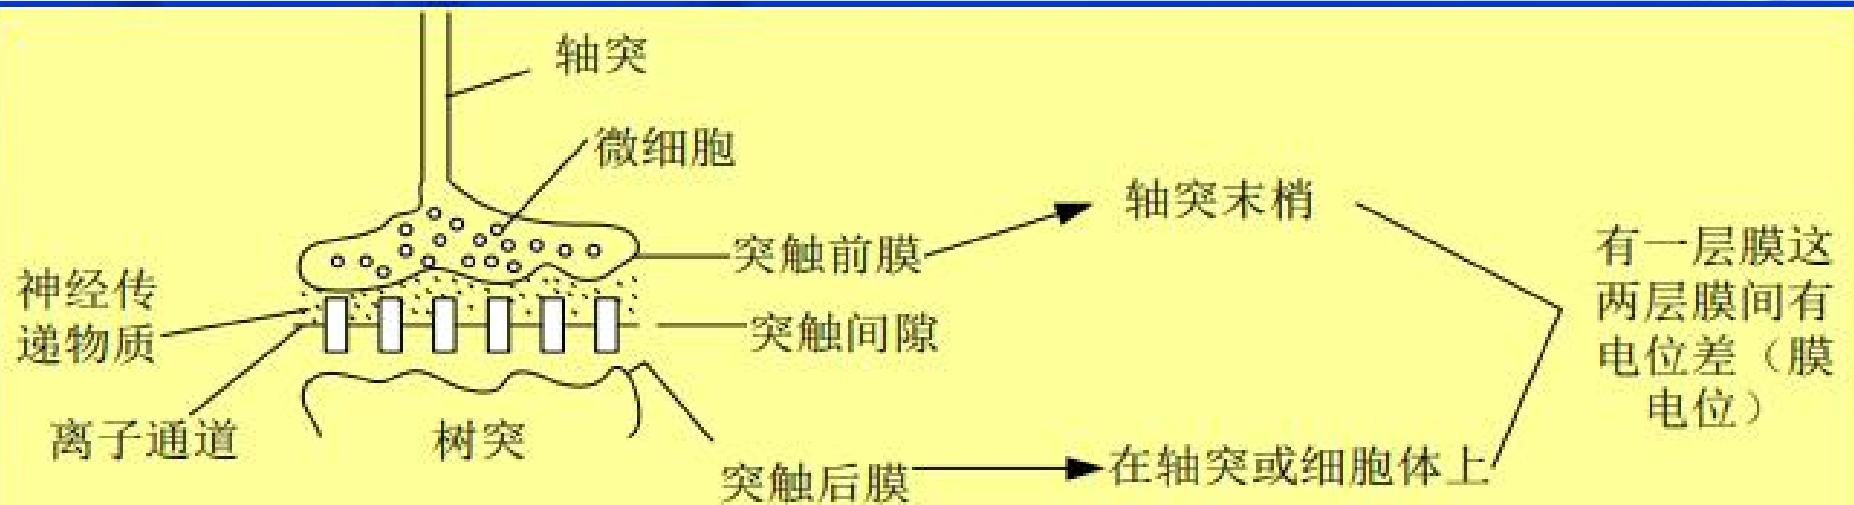 轴突
微细胞
轴突末梢
突触前膜
有一层膜这
两层膜间有
电位差（膜
电位）
神经传
递物质
突触间隙
离子通道
树突
突触后膜
在轴突或细胞体上